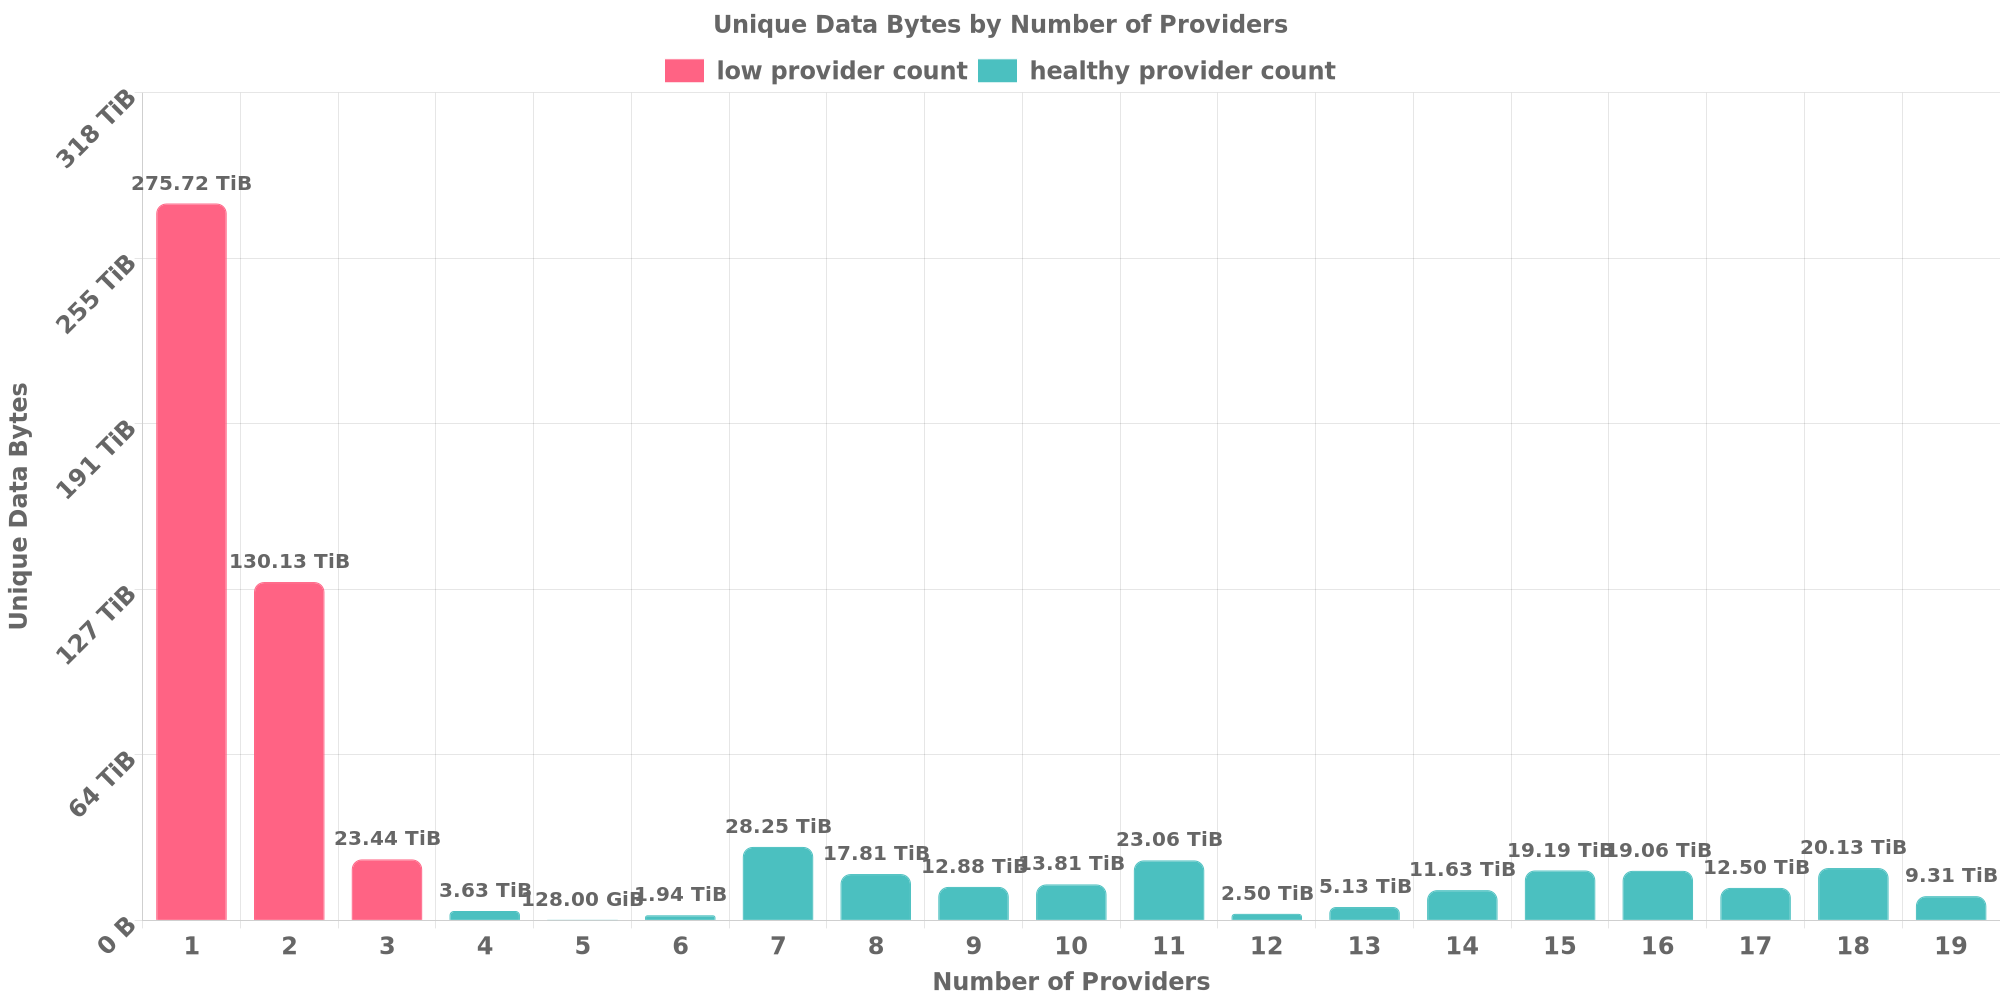 Unique Data Bytes by Number of Providers
low provider count healthy provider count
318 TiB
255 TiB
191 TiB
127 TiB
64 TiB
0 B
Unique Data Bytes
275.72 TiB
130.13 TiB
23.44 TiB
3.63 TiB
128.00 GiB
1.94 TiB
28.25 TiB
17.81 TiB
12.88 TiB
13.81 TiB
23.06 TiB
2.50 TiB
5.13 TiB
11.63 TiB
19.19 TiB
19.06 TiB
12.50 TiB
20.13 TiB
9.31 TiB
1 2 3 4 5 6 7 8 9 10 11 12 13 14 15 16 17 18 19
Number of Providers